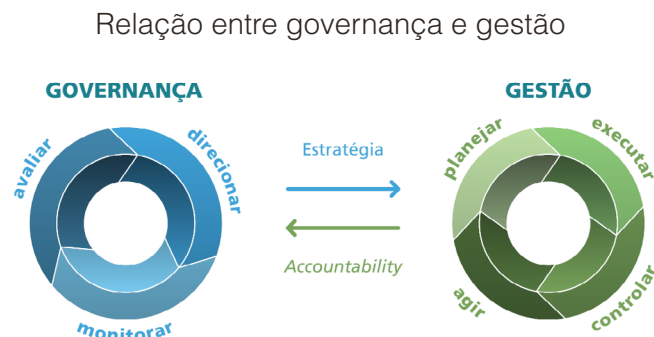 Relação entre governança e gestão
GOVERNANÇA
avaliar
direcionar
monitorar
Estratégia
Accountability
GESTÃO
planejar
executar
controlar
agir